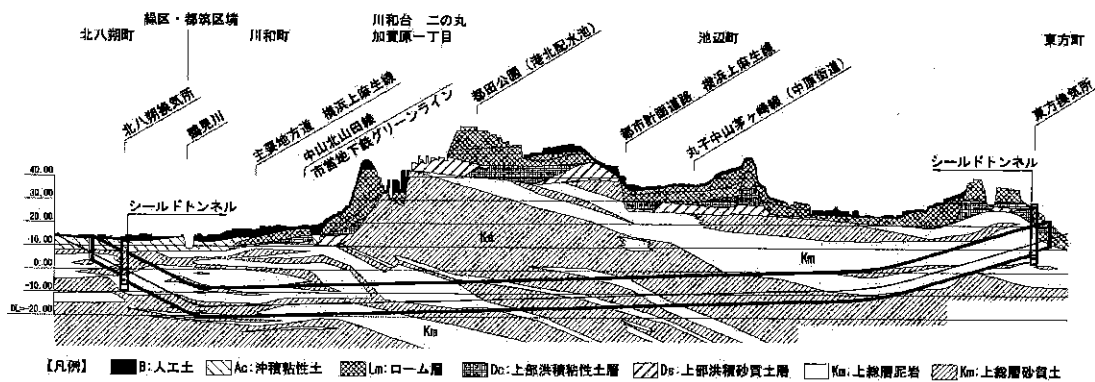 緑区・都筑区境
北八朔町
川和町
川和台 二の丸
加賀原一丁目
池辺町
東方町
北八朔換気所
鶴見川
主要地方道 横浜上麻生線
中山北山田線
市営地下鉄グリーンライン
都田公園（港北配水池）
都市計画道路 横浜上麻生線
丸子中山茅ヶ崎線（中原街道）
東方換気所
シールドトンネル
シールドトンネル
40.00
30.00
20.00
10.00
0.00
-10.00
DL=-20.00
Kd
Km
Km
【凡例】 B:人工土 Ac:沖積粘性土 Lm:ローム層 Dc:上部洪積粘性土層 Ds:上部洪積砂質土層 Km:上総層泥岩 Km:上総層砂質土